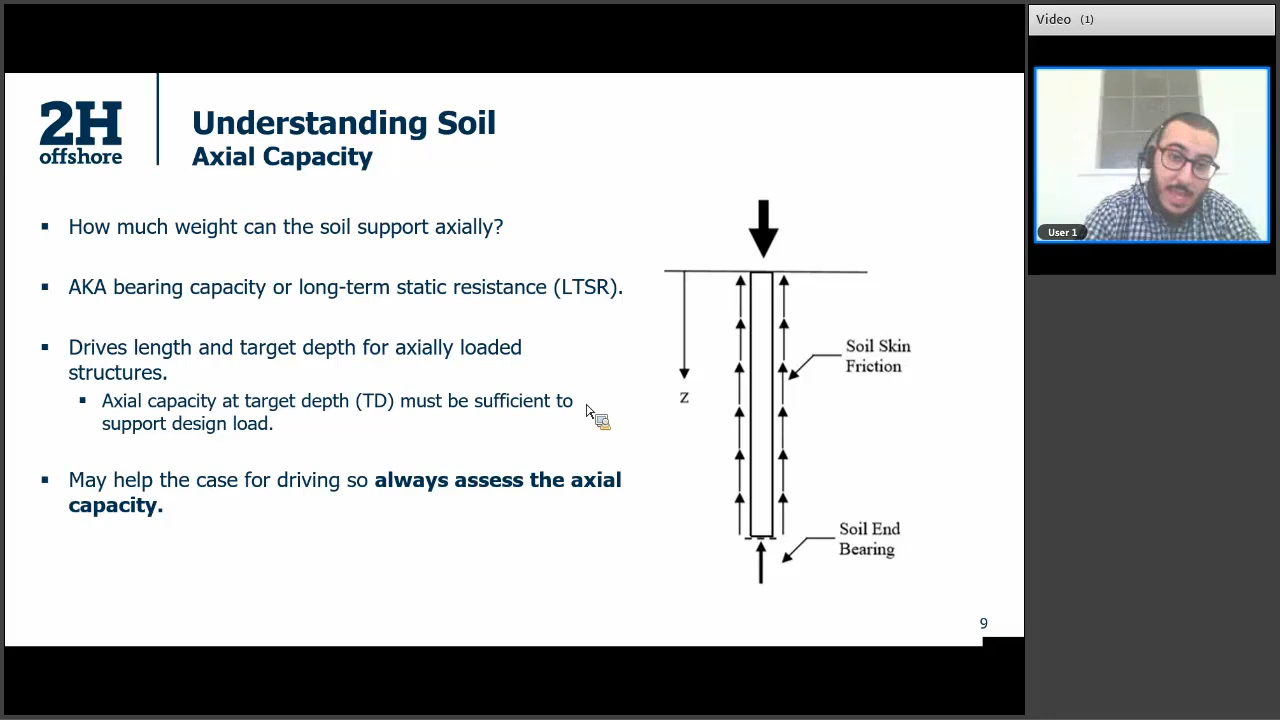 Video (1)
2H
offshore
Understanding Soil
Axial Capacity
▪ How much weight can the soil support axially?
▪ AKA bearing capacity or long-term static resistance (LTSR).
▪ Drives length and target depth for axially loaded
structures.
▪ Axial capacity at target depth (TD) must be sufficient to
support design load.
▪ May help the case for driving so always assess the axial
capacity.
z
Soil Skin
Friction
Soil End
Bearing
9
User 1